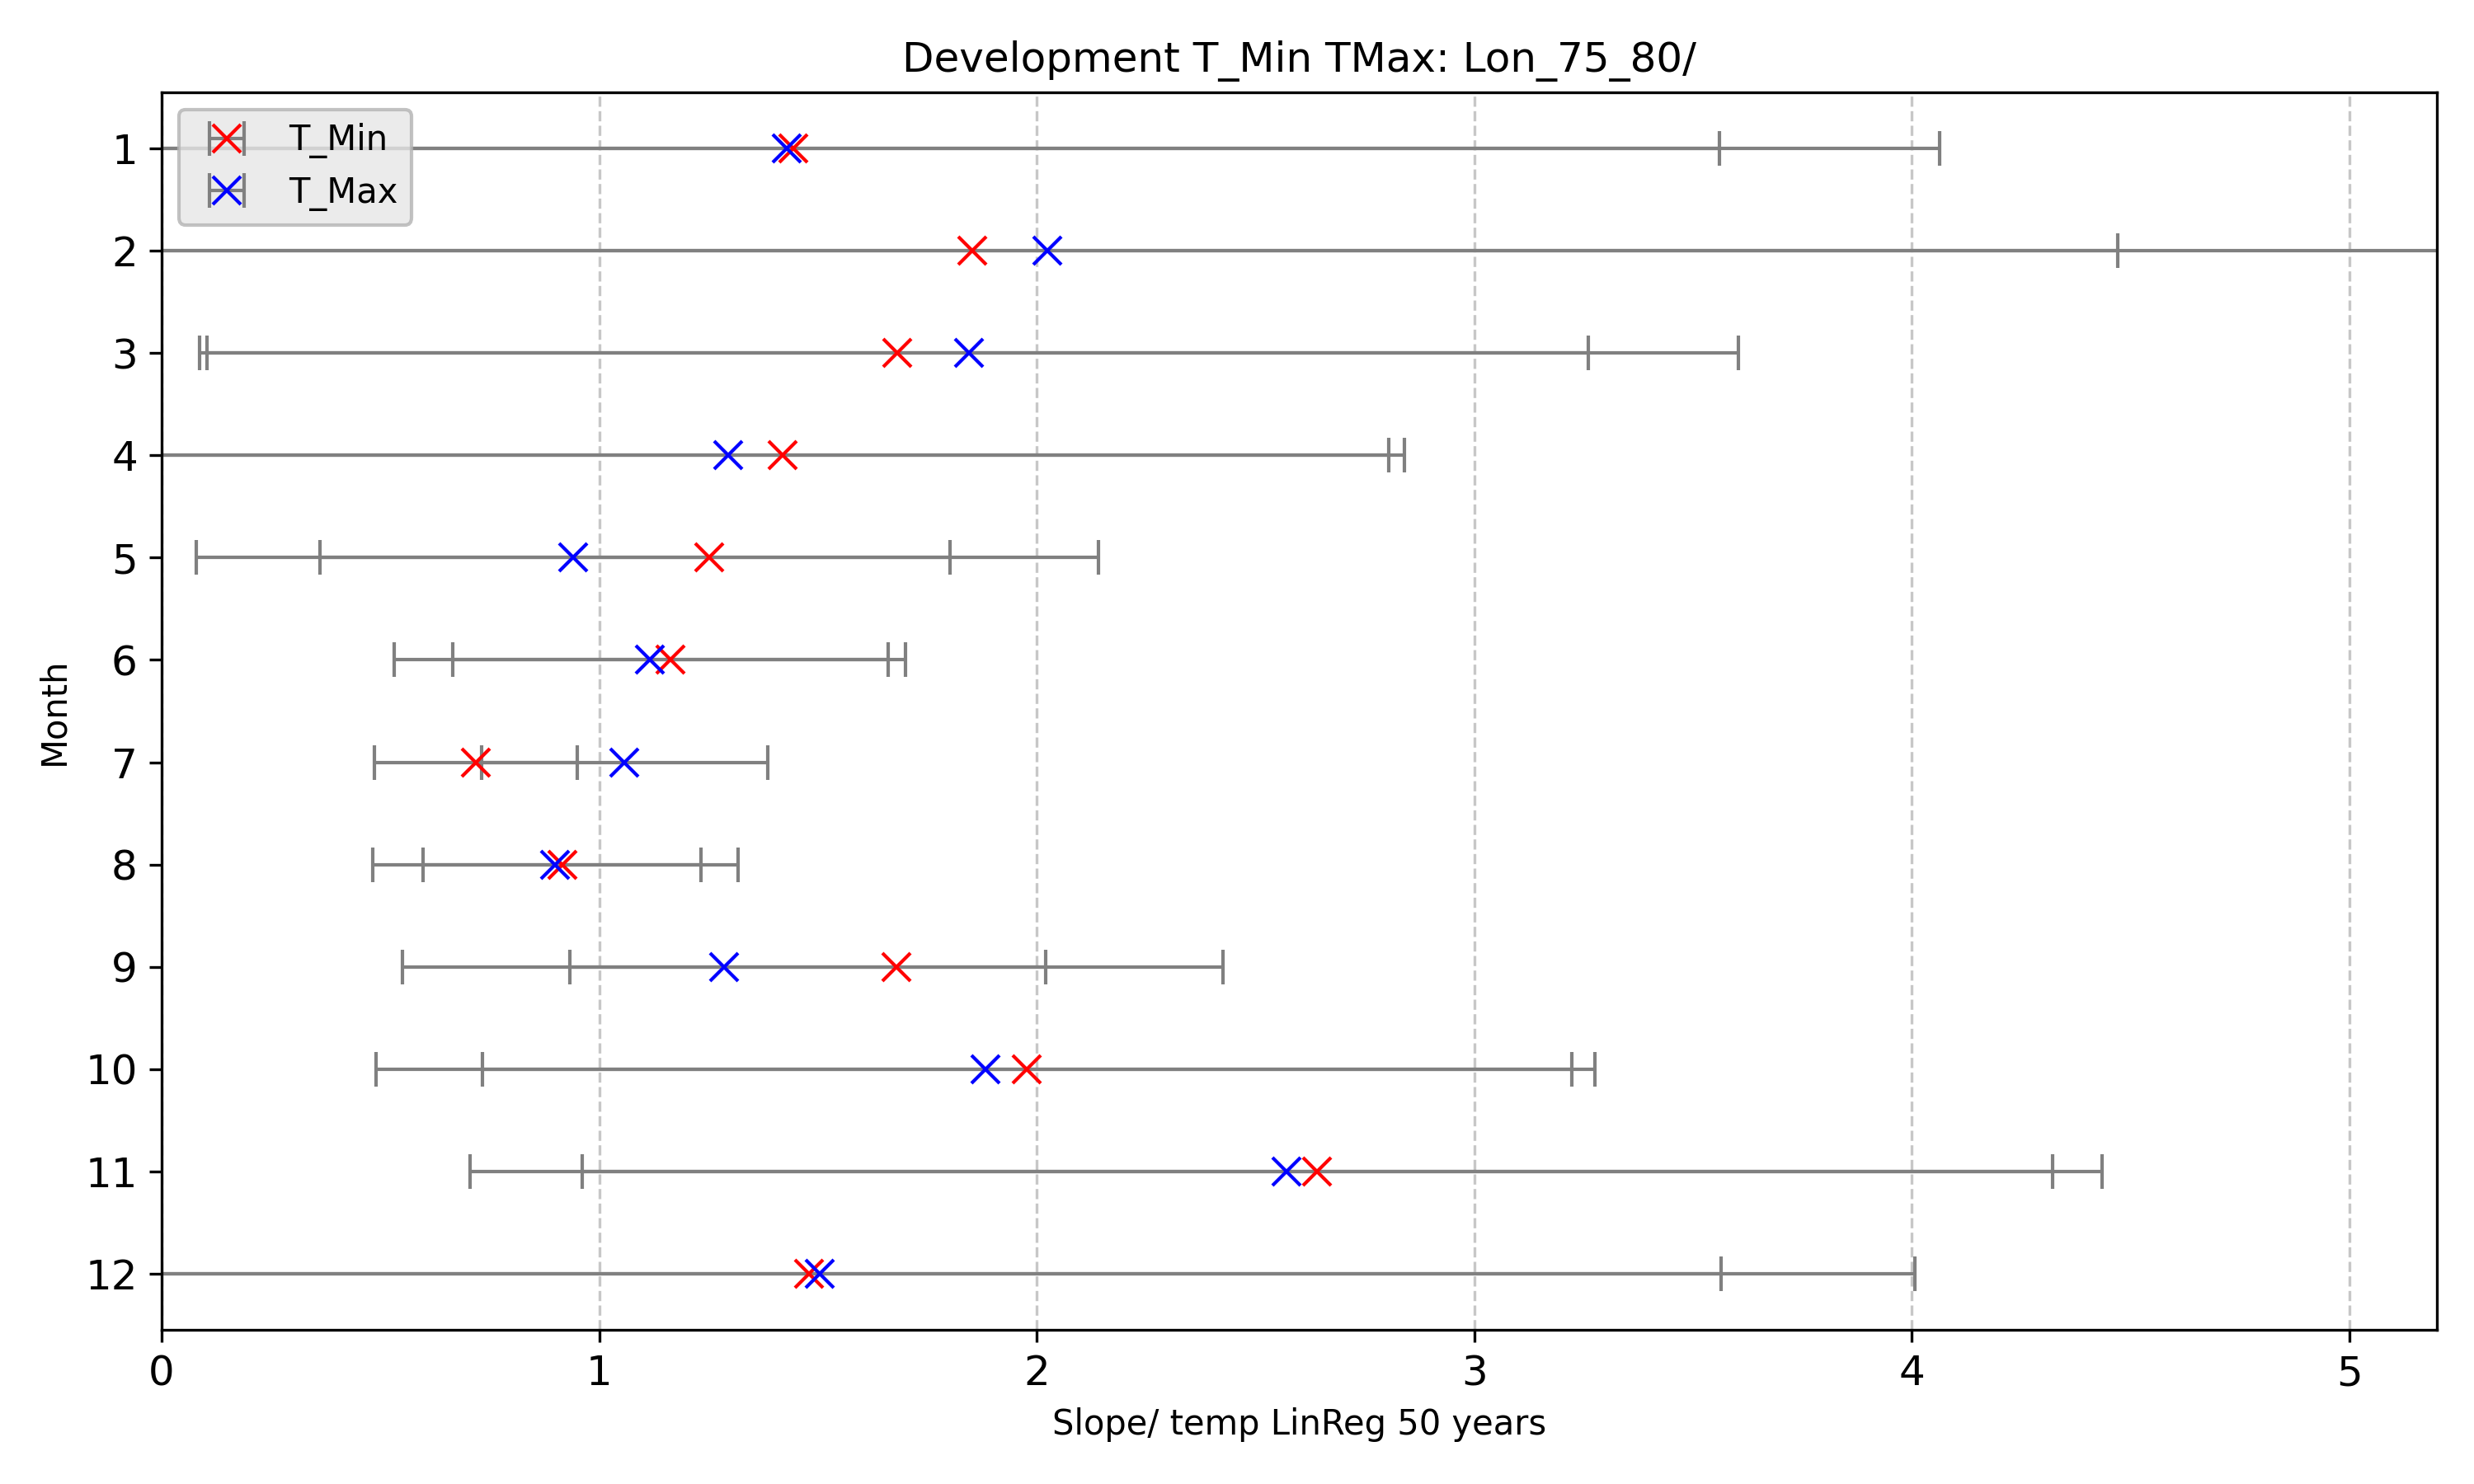 Development T_Min TMax: Lon_75_80/
T_Min
T_Max
1
2
3
4
5
6
7
8
9
10
11
12
Month
0 1 2 3 4 5
Slope/ temp LinReg 50 years